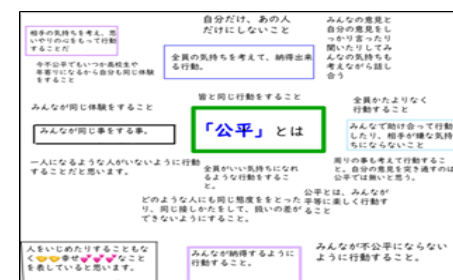 相手の気持ちを考え、思
いやりの心をもって行動
することだ
今不公平でもいつか高校生や
年寄りになるから自分も同じ体験
をすること
自分だけ、あの人
だけにしないこと
みんなの意見と
自分の意見をし
っかり言ったり
聞いたりしてみ
んなの気持ちも
考えながら話し
合う
全員の気持ちを考えて、納得出来
る行動。
みんなが同じ体験をすること
皆と同じ行動をすること
全員かたよりなく
行動すること
みんなが同じ事をする事。
「公平」とは
みんなで助け合って行動
したり、相手が嫌な気持
ちにならないこと
一人になるような人がいないように行動
することだと思います。
全員がいい気持ちになれ
るような行動をするこ
と。
周りの事も考えて行動するこ
と。自分の意見を突き通すのは
公平では無いと思う。
どのような人にも同じ態度ををとった
り、同じ接しかたをして、扱いの差が
できないようにすること。
公平とは、みんなが
平等に楽しく行動す
ること
人をいじめたりすることもな
く🤝🤝幸せ💕💕💕なこと
を表していると思います。
みんなが納得するように
行動すること。
みんなが不公平にならない
ように行動すること。